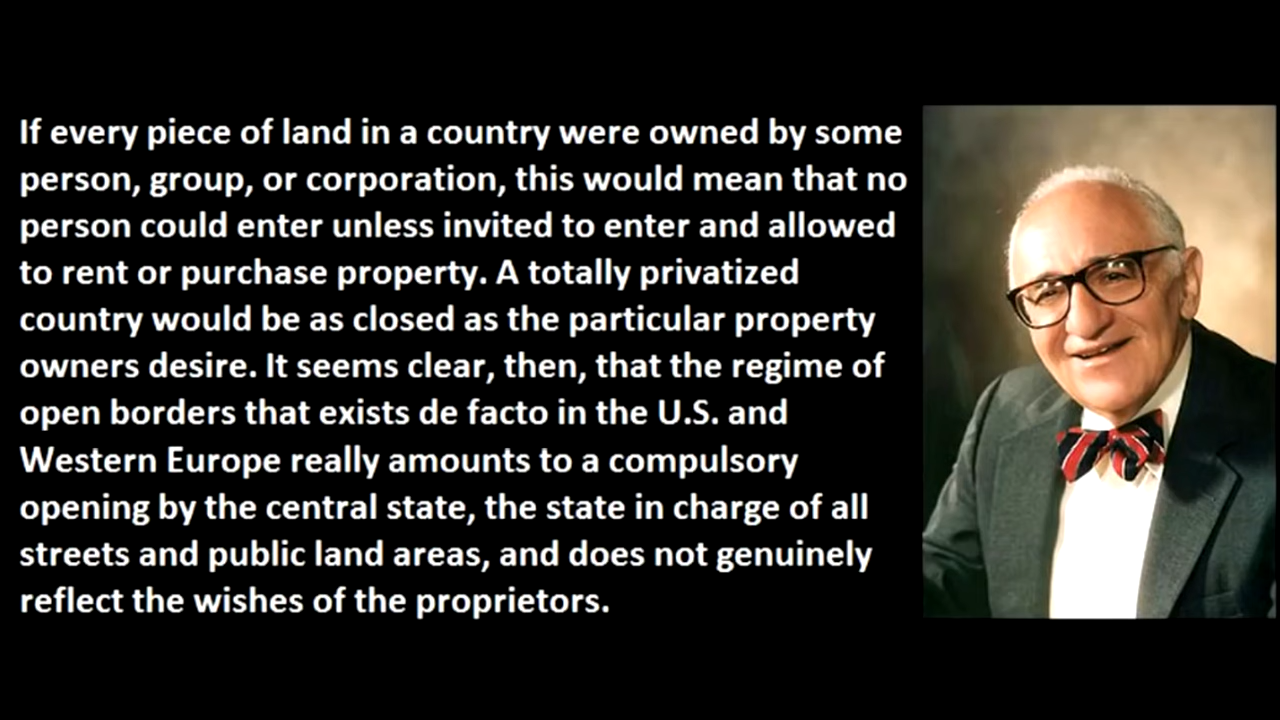 If every piece of land in a country were owned by some
person, group, or corporation, this would mean that no
person could enter unless invited to enter and allowed
to rent or purchase property. A totally privatized
country would be as closed as the particular property
owners desire. It seems clear, then, that the regime of
open borders that exists de facto in the U.S. and
Western Europe really amounts to a compulsory
opening by the central state, the state in charge of all
streets and public land areas, and does not genuinely
reflect the wishes of the proprietors.